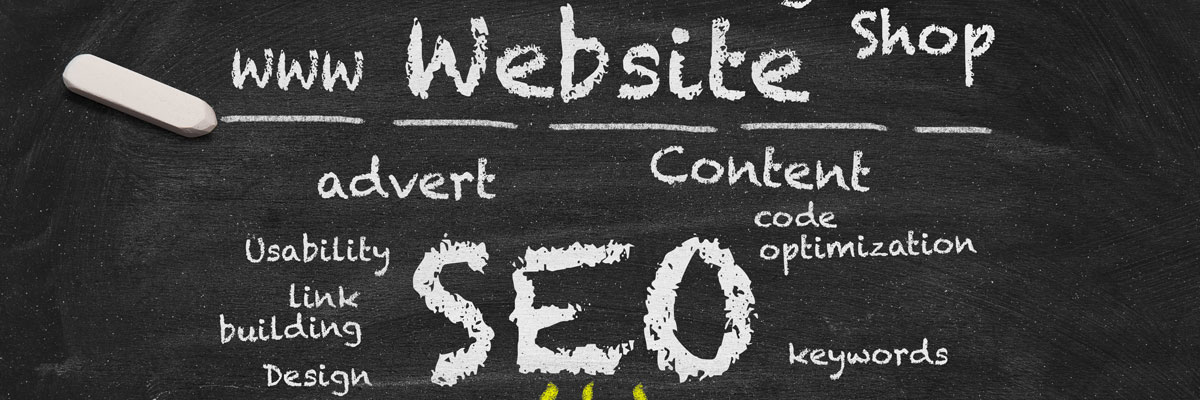 www Website Shop
advert Content
Usability
link
building
Design
SEO
code
optimization
keywords